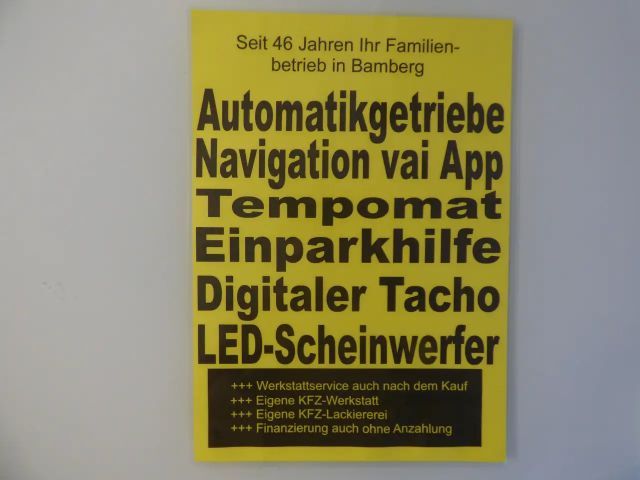 Seit 46 Jahren Ihr Familien-
betrieb in Bamberg
Automatikgetriebe
Navigation vai App
Tempomat
Einparkhilfe
Digitaler Tacho
LED-Scheinwerfer
+++ Werkstattservice auch nach dem Kauf
+++ Eigene KFZ-Werkstatt
+++ Eigene KFZ-Lackiererei
+++ Finanzierung auch ohne Anzahlung